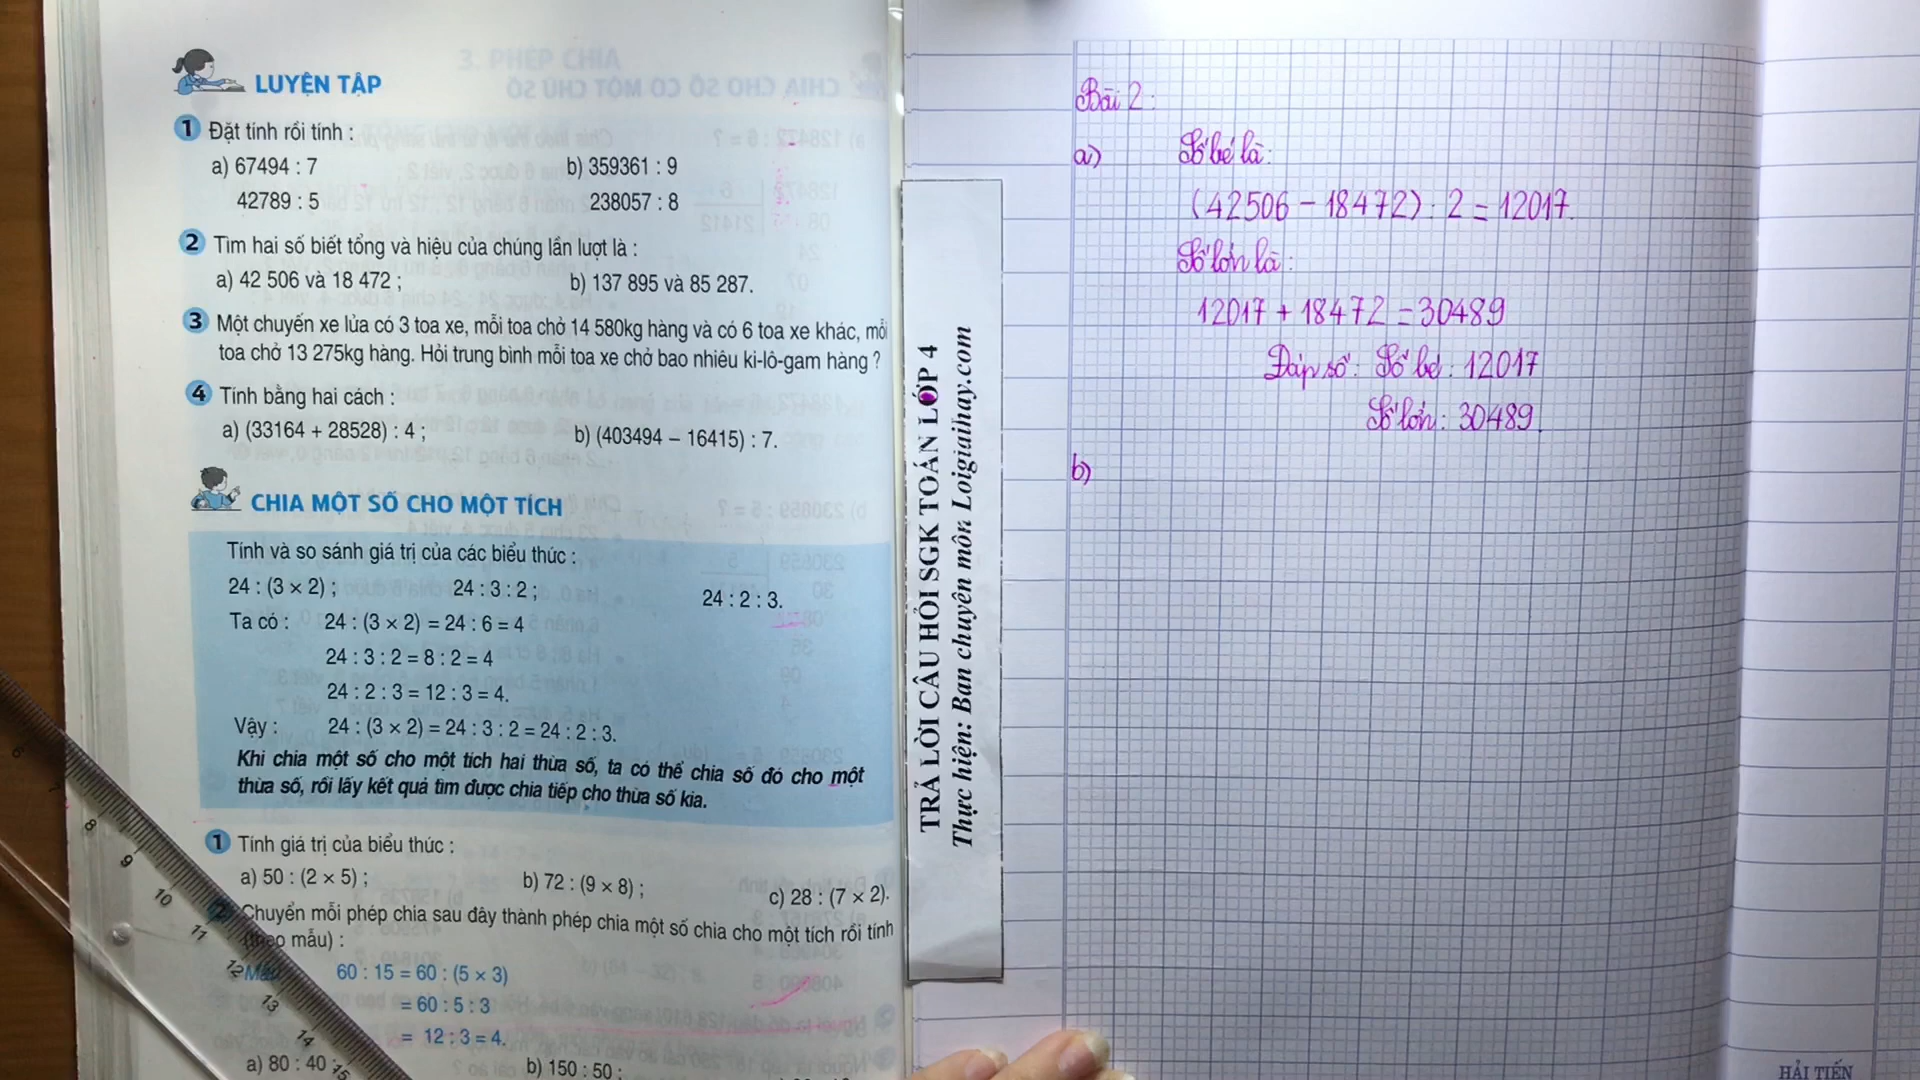 LUYỆN TẬP
1 Đặt tính rồi tính :
a) 67494 : 7 b) 359361 : 9
42789 : 5 238057 : 8
2 Tìm hai số biết tổng và hiệu của chúng lần lượt là :
a) 42 506 và 18 472 ; b) 137 895 và 85 287.
3 Một chuyến xe lửa có 3 toa xe, mỗi toa chở 14 580kg hàng và có 6 toa xe khác, mỗi
toa chở 13 275kg hàng. Hỏi trung bình mỗi toa xe chở bao nhiêu ki-lô-gam hàng ?
4 Tính bằng hai cách :
a) (33164 + 28528) : 4 ; b) (403494 – 16415) : 7.
CHIA MỘT SỐ CHO MỘT TÍCH
Tính và so sánh giá trị của các biểu thức :
24 : (3 × 2) ; 24 : 3 : 2 ; 24 : 2 : 3.
Ta có : 24 : (3 × 2) = 24 : 6 = 4
24 : 3 : 2 = 8 : 2 = 4
24 : 2 : 3 = 12 : 3 = 4.
Vậy : 24 : (3 × 2) = 24 : 3 : 2 = 24 : 2 : 3.
Khi chia một số cho một tích hai thừa số, ta có thể chia số đó cho một
thừa số, rồi lấy kết quả tìm được chia tiếp cho thừa số kia.
1 Tính giá trị của biểu thức :
a) 50 : (2 × 5) ; b) 72 : (9 × 8) ; c) 28 : (7 × 2).
2 Chuyển mỗi phép chia sau đây thành phép chia một số chia cho một tích rồi tính
(theo mẫu) :
60 : 15 = 60 : (5 × 3)
= 60 : 5 : 3
= 12 : 3 = 4.
a) 80 : 40 ; b) 150 : 50 ;
8
9
10
11
12
13
14
15
TRẢ LỜI CÂU HỎI SGK TOÁN LỚP 4
Thực hiện: Ban chuyên môn Loigiaihay.com
Bài 2 :
a) Số bé là:
(42506 – 18472) : 2 = 12017.
Số lớn là:
12017 + 18472 = 30489
Đáp số: Số bé : 12017
Số lớn : 30489.
b)
HẢI TIẾN